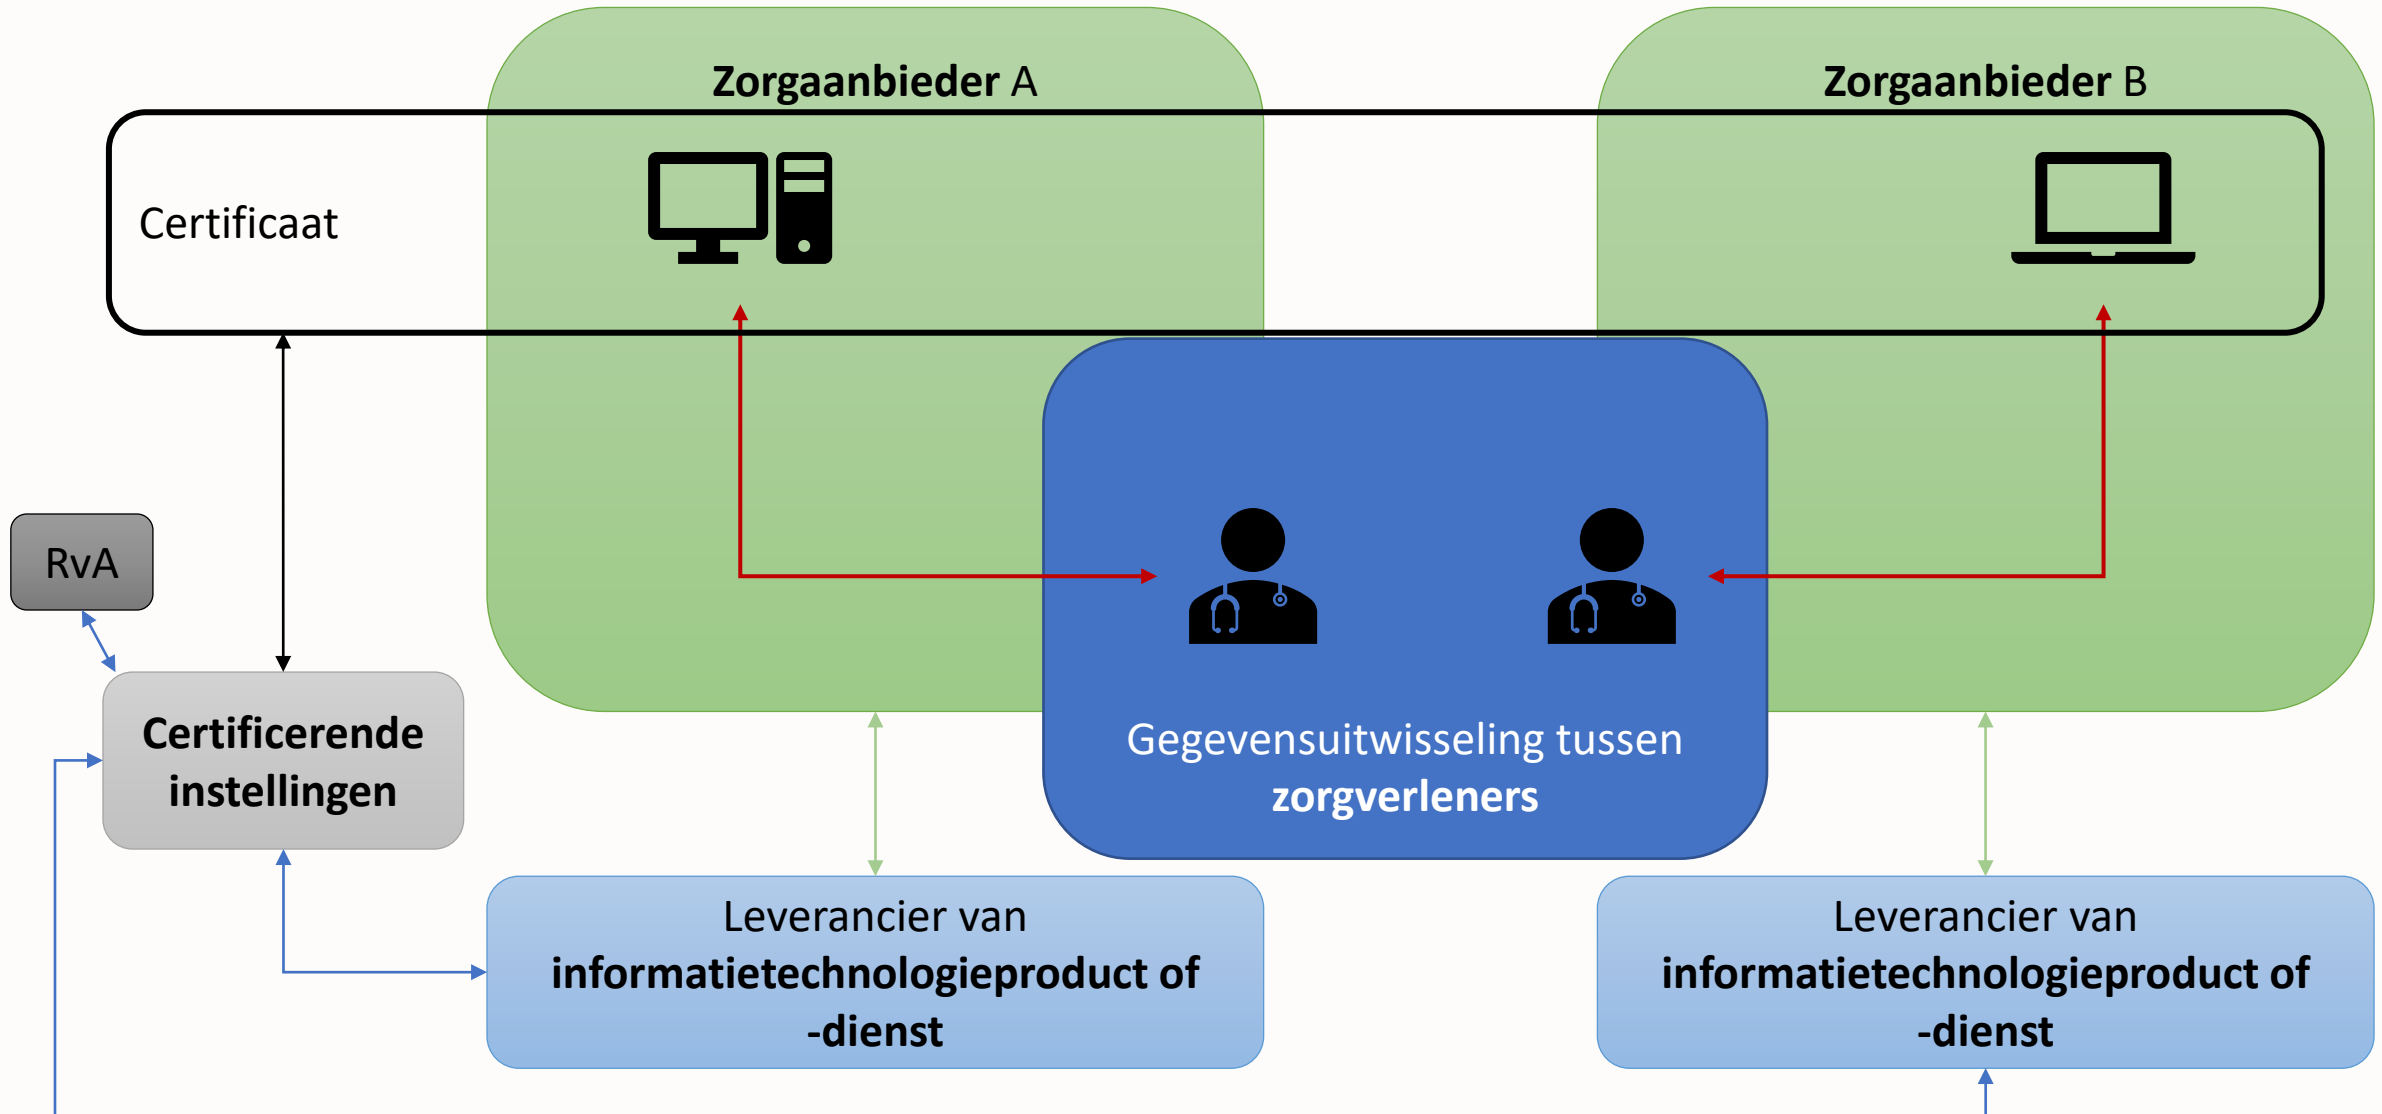 Zorgaanbieder A
Zorgaanbieder B
Certificaat
RvA
Certificerende
instellingen
Gegevensuitwisseling tussen
zorgverleners
Leverancier van
informatietechnologieproduct of
-dienst
Leverancier van
informatietechnologieproduct of
-dienst